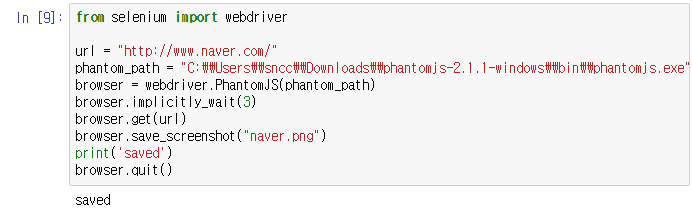 In [9]: from selenium import webdriver
url = "http://www.naver.com/"
phantom_path = "C:₩₩Users₩₩sncc₩₩Downloads₩₩phantomjs-2.1.1-windows₩₩bin₩₩phantomjs.exe"
browser = webdriver.PhantomJS(phantom_path)
browser.implicitly_wait(3)
browser.get(url)
browser.save_screenshot("naver.png")
print('saved')
browser.quit()
saved